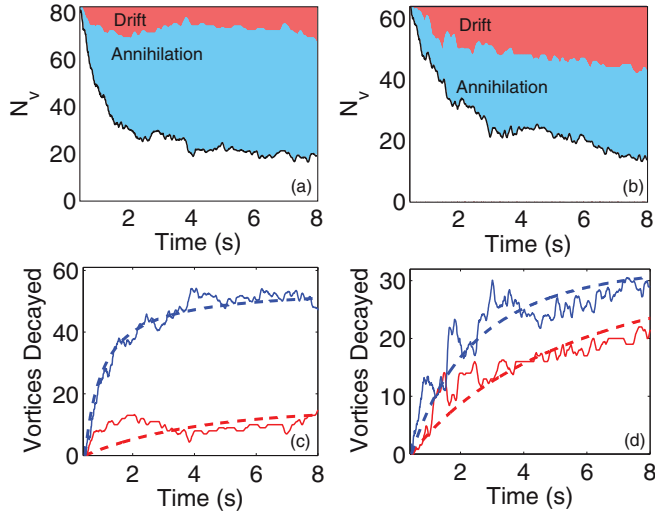 80
60
40
20
0
N_v
Drift
Annihilation
(a)
2 4 6 8
Time (s)
60
40
20
0
N_v
Drift
Annihilation
(b)
2 4 6 8
Time (s)
60
40
20
0
Vortices Decayed
(c)
2 4 6 8
Time (s)
30
20
10
0
Vortices Decayed
(d)
2 4 6 8
Time (s)